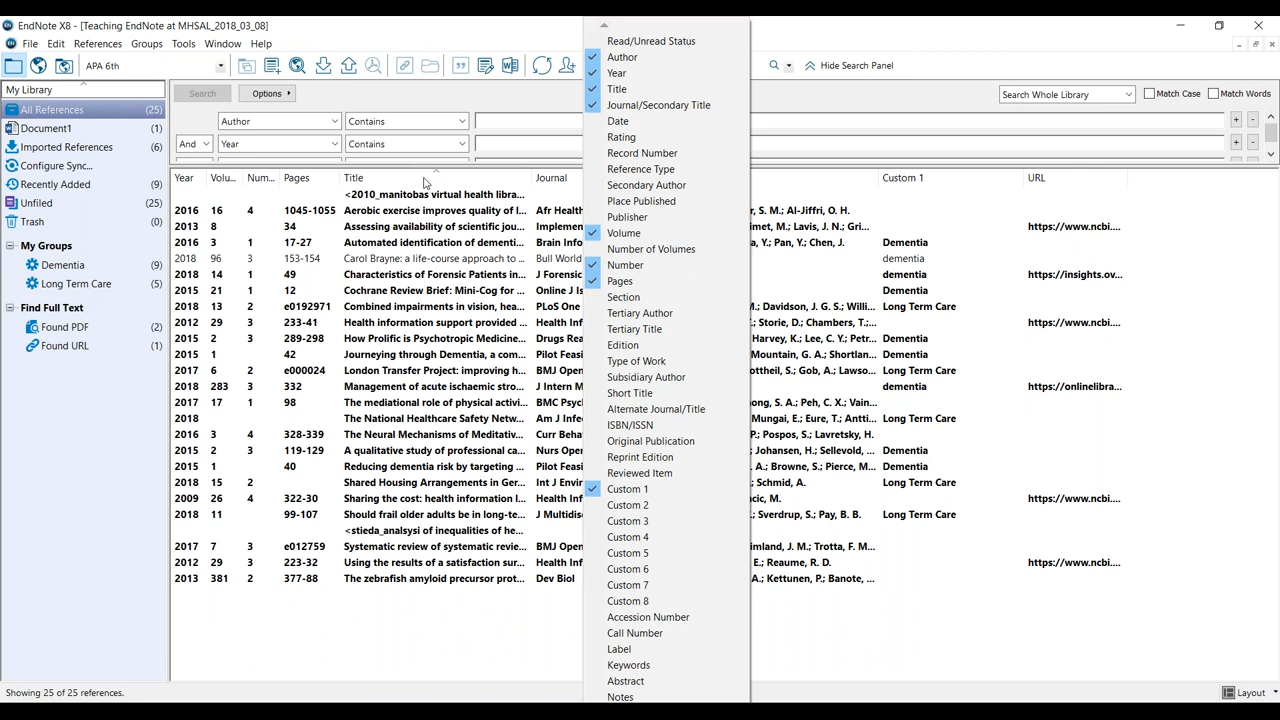 EndNote X8 - [Teaching EndNote at MHSAL_2018_03_08]
File Edit References Groups Tools Window Help
APA 6th
Hide Search Panel
My Library
All References (25)
Document1 (1)
Imported References (6)
Configure Sync...
Recently Added (9)
Unfiled (25)
Trash (1)
My Groups
Dementia (9)
Long Term Care (5)
Find Full Text
Found PDF (2)
Found URL (1)
Search Options Search Whole Library Match Case Match Words
Author Contains
And Year Contains
Year Volu... Num... Pages Title Journal Custom 1 URL
<2010_manitobas virtual health libra...
2016 16 4 1045-1055 Aerobic exercise improves quality of l... Afr Health r, S. M.; Al-Jiffri, O. H.
2013 8 34 Assessing availability of scientific jou... Implemen imet, M.; Lavis, J. N.; Gri... https://www.ncbi....
2016 3 1 17-27 Automated identification of dementi... Brain Info a, Y.; Pan, Y.; Chen, J. Dementia
2018 96 3 153-154 Carol Brayne: a life-course approach to ... Bull World dementia
2018 14 1 49 Characteristics of Forensic Patients in... J Forensic dementia https://insights.ov...
2015 21 1 12 Cochrane Review Brief: Mini-Cog for ... Online J Is Dementia
2018 13 2 e0192971 Combined impairments in vision, hea... PLoS One M.; Davidson, J. G. S.; Willi... Long Term Care
2012 29 3 233-41 Health information support provided ... Health Inf ; Storie, D.; Chambers, T.;... https://www.ncbi....
2015 2 3 289-298 How Prolific is Psychotropic Medicine... Drugs Rea Harvey, K.; Lee, C. Y.; Petr... Dementia
2015 1 42 Journeying through Dementia, a com... Pilot Feasi Mountain, G. A.; Shortlan... Dementia
2017 6 2 e000024 London Transfer Project: improving h... BMJ Open ottheil, S.; Gob, A.; Lawso... Long Term Care
2018 283 3 332 Management of acute ischaemic stro... J Intern M dementia https://onlinelibra...
2017 17 1 98 The mediational role of physical activi... BMC Psyc ong, S. A.; Peh, C. X.; Vain...
2018 The National Healthcare Safety Netw... Am J Infe Mungai, E.; Eure, T.; Antti... Long Term Care
2016 3 4 328-339 The Neural Mechanisms of Meditativ... Curr Beha P.; Pospos, S.; Lavretsky, H.
2015 2 3 119-129 A qualitative study of professional ca... Nurs Open ; Johansen, H.; Sellevold, ... Dementia
2015 1 40 Reducing dementia risk by targeting ... Pilot Feasi . A.; Browne, S.; Pierce, M... Dementia
2018 15 2 Shared Housing Arrangements in Ger... Int J Envir ; Schmid, A. Long Term Care
2009 26 4 322-30 Sharing the cost: health information l... Health Inf cic, M. https://www.ncbi....
2018 11 99-107 Should frail older adults be in long-te... J Multidis ; Sverdrup, S.; Pay, B. B. Long Term Care
<stieda_analysi of inequalities of he...
2017 7 3 e012759 Systematic review of systematic revie... BMJ Open imland, J. M.; Trotta, F. M...
2012 29 3 223-32 Using the results of a satisfaction sur... Health Inf E.; Reaume, R. D. https://www.ncbi....
2013 381 2 377-88 The zebrafish amyloid precursor prot... Dev Biol A.; Kettunen, P.; Banote, ...
Read/Unread Status
Author
Year
Title
Journal/Secondary Title
Date
Rating
Record Number
Reference Type
Secondary Author
Place Published
Publisher
Volume
Number of Volumes
Number
Pages
Section
Tertiary Author
Tertiary Title
Edition
Type of Work
Subsidiary Author
Short Title
Alternate Journal/Title
ISBN/ISSN
Original Publication
Reprint Edition
Reviewed Item
Custom 1
Custom 2
Custom 3
Custom 4
Custom 5
Custom 6
Custom 7
Custom 8
Accession Number
Call Number
Label
Keywords
Abstract
Notes
Showing 25 of 25 references.
Layout